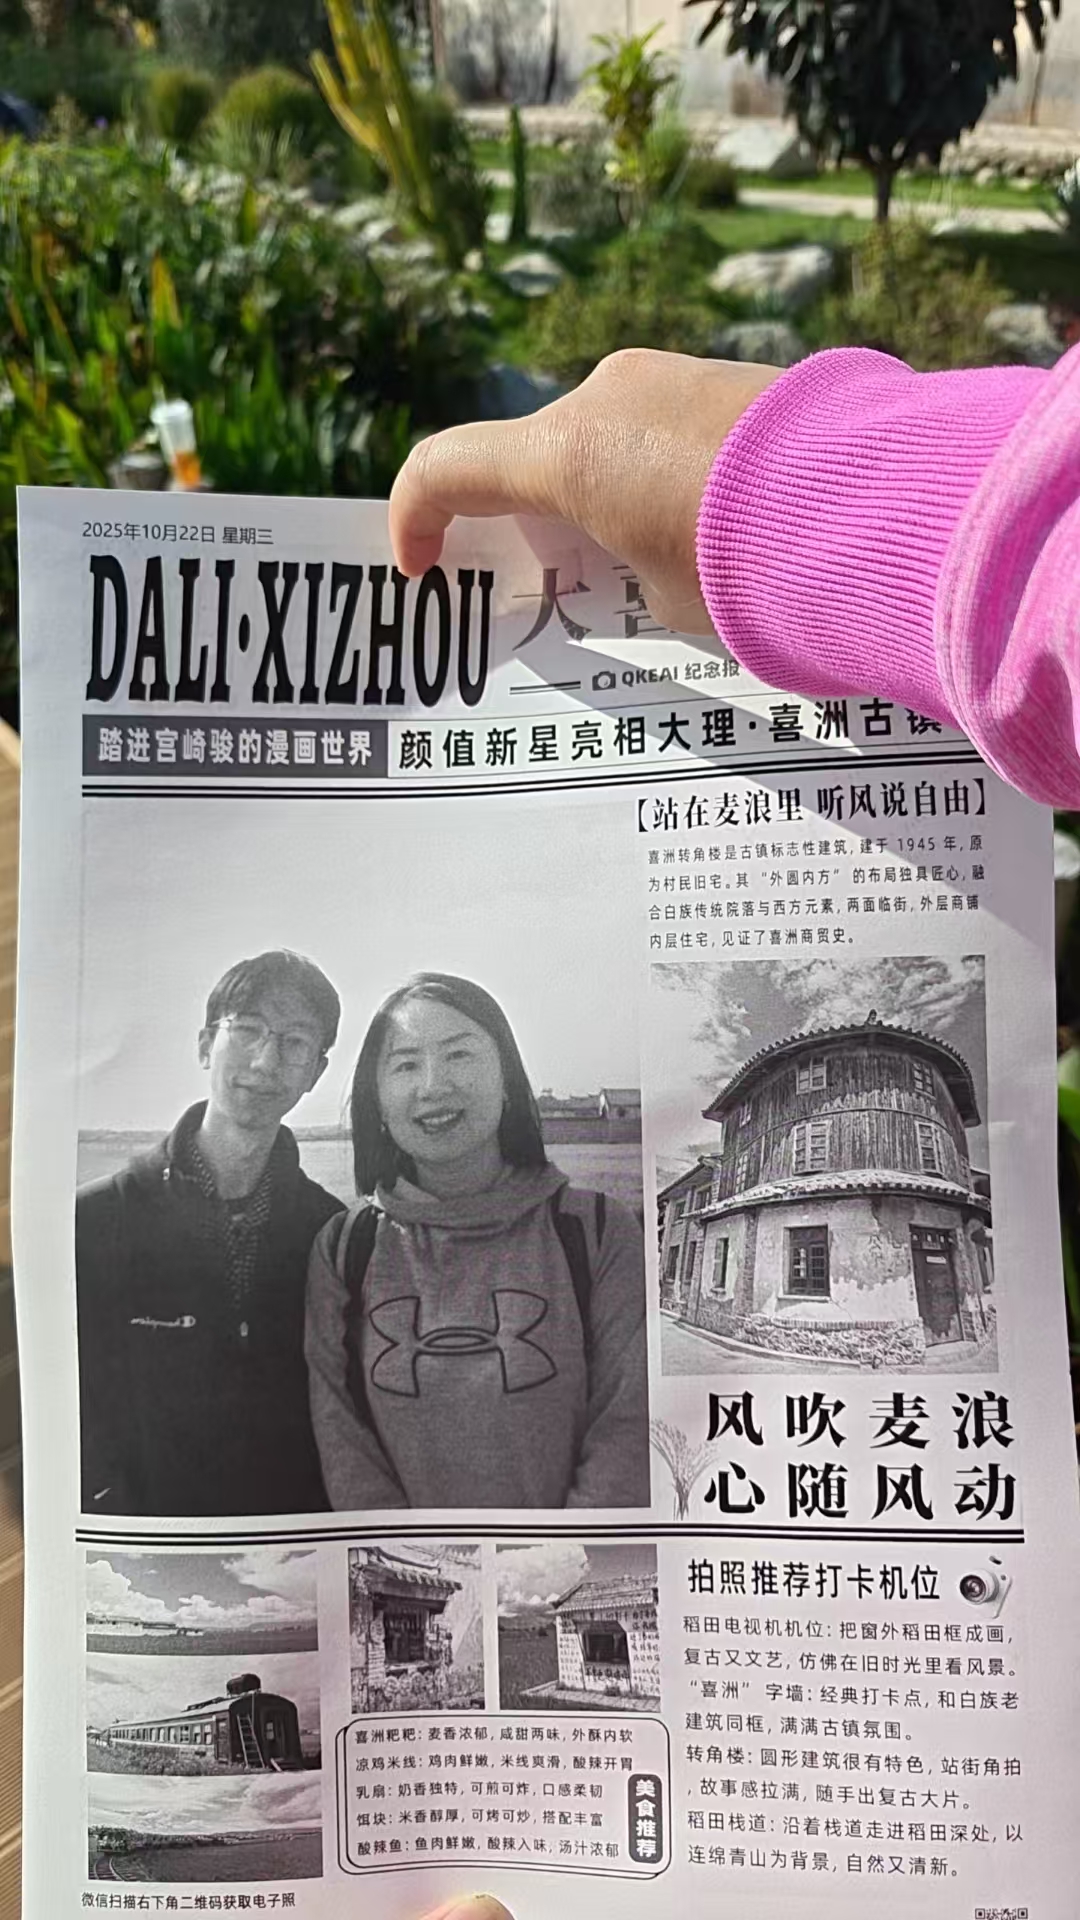 2025年10月22日 星期三
DALI·XIZHOU
大喜
QKEAI 纪念报
踏进宫崎骏的漫画世界
颜值新星亮相大理·喜洲古镇
【站在麦浪里 听风说自由】
喜洲转角楼是古镇标志性建筑,建于 1945 年,原
为村民旧宅。其“外圆内方”的布局独具匠心,融
合白族传统院落与西方元素,两面临街,外层商铺
内层住宅,见证了喜洲商贸史。
Champion
风吹麦浪
心随风动
喜洲粑粑:麦香浓郁,咸甜两味,外酥内软
凉鸡米线:鸡肉鲜嫩,米线爽滑,酸辣开胃
乳扇:奶香独特,可煎可炸,口感柔韧
饵块:米香醇厚,可烤可炒,搭配丰富
酸辣鱼:鱼肉鲜嫩,酸辣入味,汤汁浓郁
美食推荐
微信扫描右下角二维码获取电子照
拍照推荐打卡机位
稻田电视机机位:把窗外稻田框成画,
复古又文艺,仿佛在旧时光里看风景。
“喜洲”字墙:经典打卡点,和白族老
建筑同框,满满古镇氛围。
转角楼:圆形建筑很有特色,站街角拍
,故事感拉满,随手出复古大片。
稻田栈道:沿着栈道走进稻田深处,以
连绵青山为背景,自然又清新。